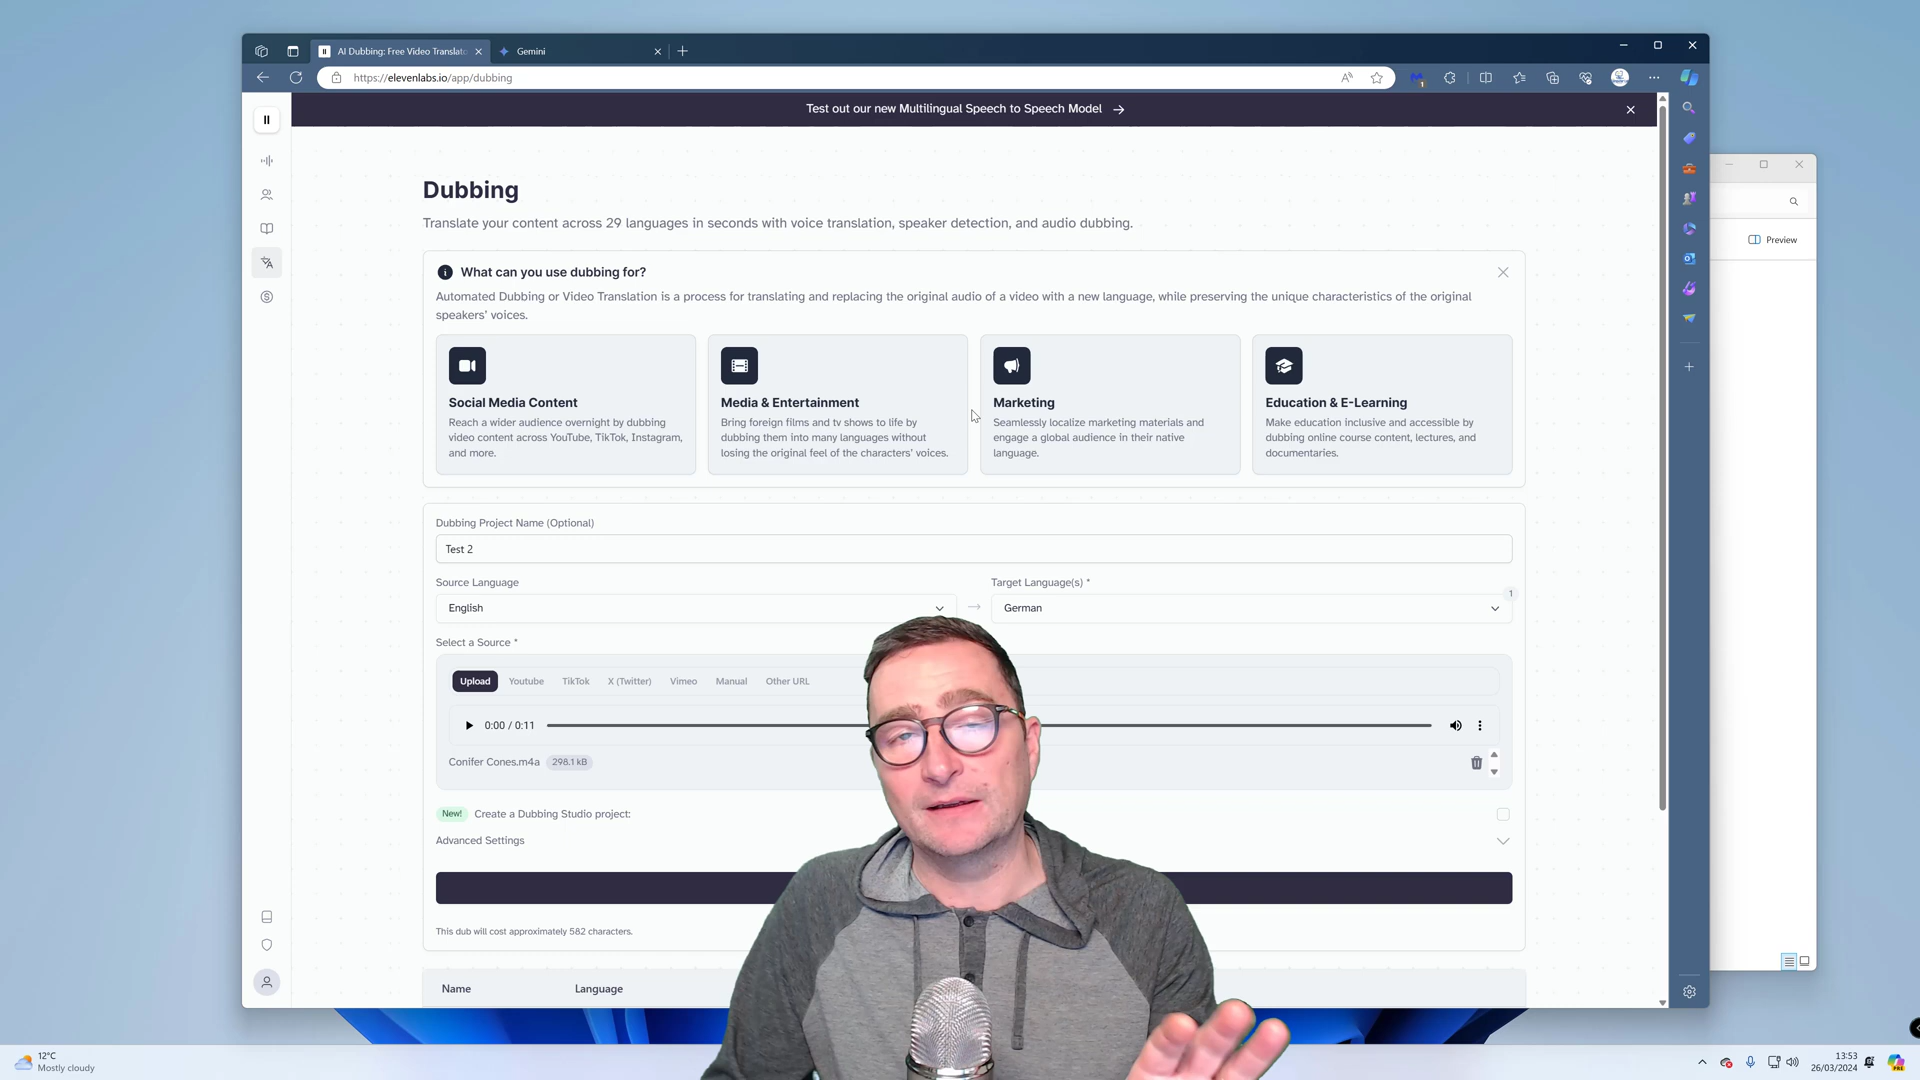 AI Dubbing: Free Video Translato
Gemini
https://elevenlabs.io/app/dubbing
Test out our new Multilingual Speech to Speech Model →
Dubbing
Translate your content across 29 languages in seconds with voice translation, speaker detection, and audio dubbing.
What can you use dubbing for?
Automated Dubbing or Video Translation is a process for translating and replacing the original audio of a video with a new language, while preserving the unique characteristics of the original
speakers' voices.
Social Media Content
Reach a wider audience overnight by dubbing
video content across YouTube, TikTok, Instagram,
and more.
Media & Entertainment
Bring foreign films and tv shows to life by
dubbing them into many languages without
losing the original feel of the characters' voices.
Marketing
Seamlessly localize marketing materials and
engage a global audience in their native
language.
Education & E-Learning
Make education inclusive and accessible by
dubbing online course content, lectures, and
documentaries.
Preview
Dubbing Project Name (Optional)
Test 2
Source Language
Target Language(s) *
1
English
German
Select a Source *
Upload Youtube TikTok X (Twitter) Vimeo Manual Other URL
0:00 / 0:11
Conifer Cones.m4a 298.1 kB
New! Create a Dubbing Studio project:
Advanced Settings
This dub will cost approximately 582 characters.
Name Language
12°C
Mostly cloudy
13:53
26/03/2024